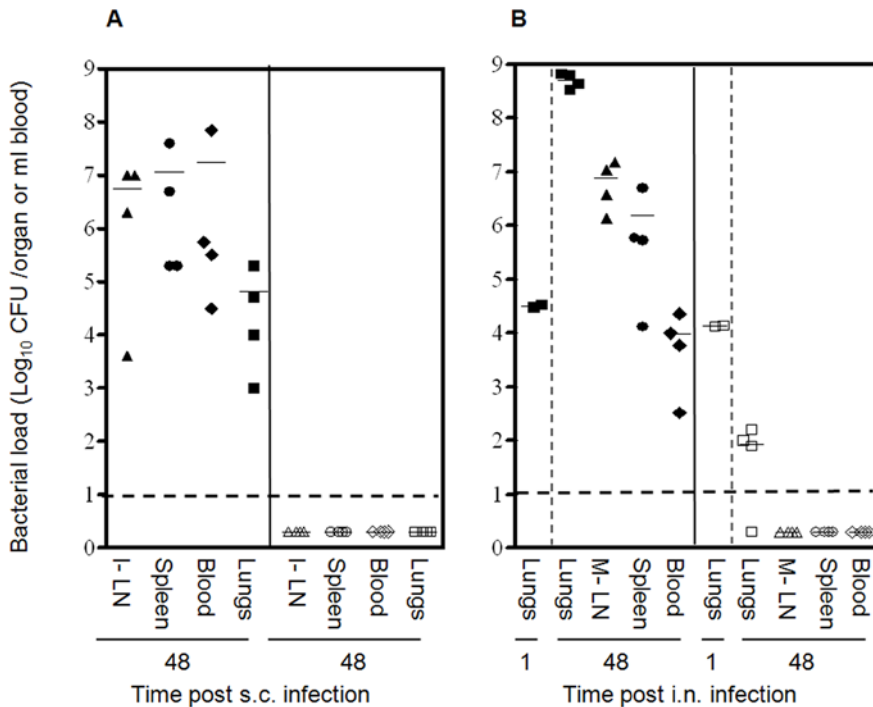 A B
Bacterial load (Log10 CFU /organ or ml blood)
9 9
8 8
7 7
6 6
5 5
4 4
3 3
2 2
1 1
0 0
I- LN Spleen Blood Lungs I- LN Spleen Blood Lungs Lungs Lungs M- LN Spleen Blood Lungs Lungs M- LN Spleen Blood
48 48 1 48 1 48
Time post s.c. infection Time post i.n. infection